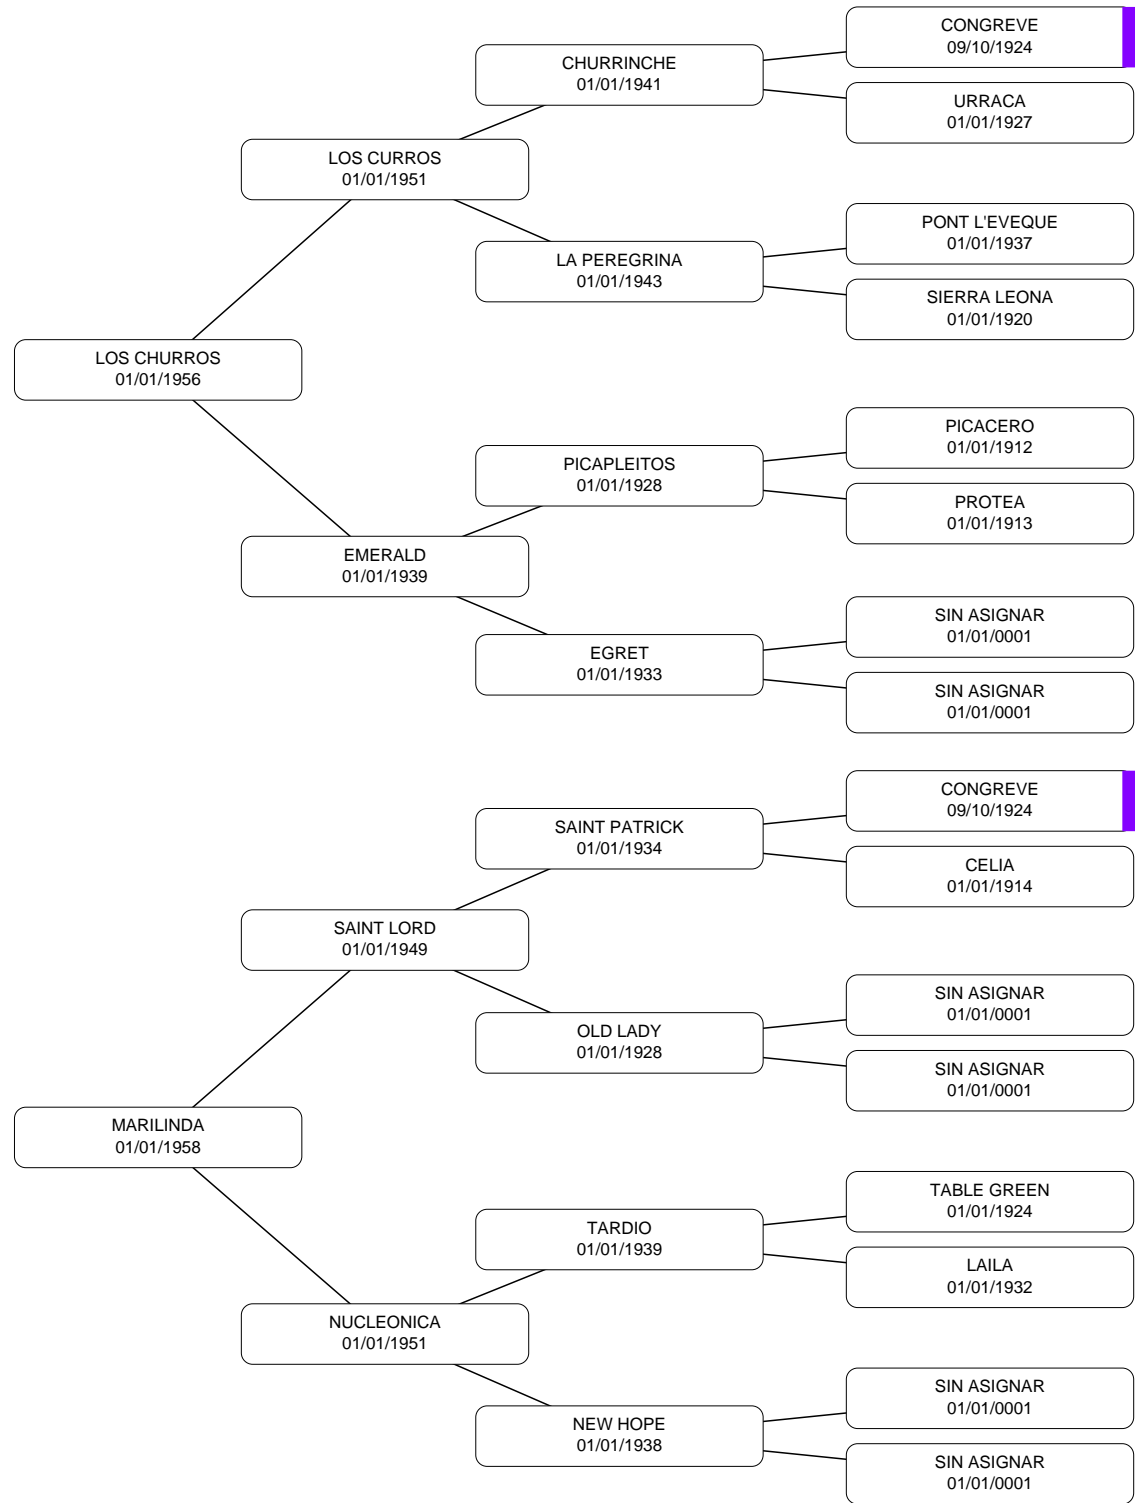 CONGREVE
09/10/1924
CHURRINCHE
01/01/1941
URRACA
01/01/1927
LOS CURROS
01/01/1951
PONT L'EVEQUE
01/01/1937
LA PEREGRINA
01/01/1943
SIERRA LEONA
01/01/1920
LOS CHURROS
01/01/1956
PICACERO
01/01/1912
PICAPLEITOS
01/01/1928
PROTEA
01/01/1913
EMERALD
01/01/1939
SIN ASIGNAR
01/01/0001
EGRET
01/01/1933
SIN ASIGNAR
01/01/0001
CONGREVE
09/10/1924
SAINT PATRICK
01/01/1934
CELIA
01/01/1914
SAINT LORD
01/01/1949
SIN ASIGNAR
01/01/0001
OLD LADY
01/01/1928
SIN ASIGNAR
01/01/0001
MARILINDA
01/01/1958
TABLE GREEN
01/01/1924
TARDIO
01/01/1939
LAILA
01/01/1932
NUCLEONICA
01/01/1951
SIN ASIGNAR
01/01/0001
NEW HOPE
01/01/1938
SIN ASIGNAR
01/01/0001